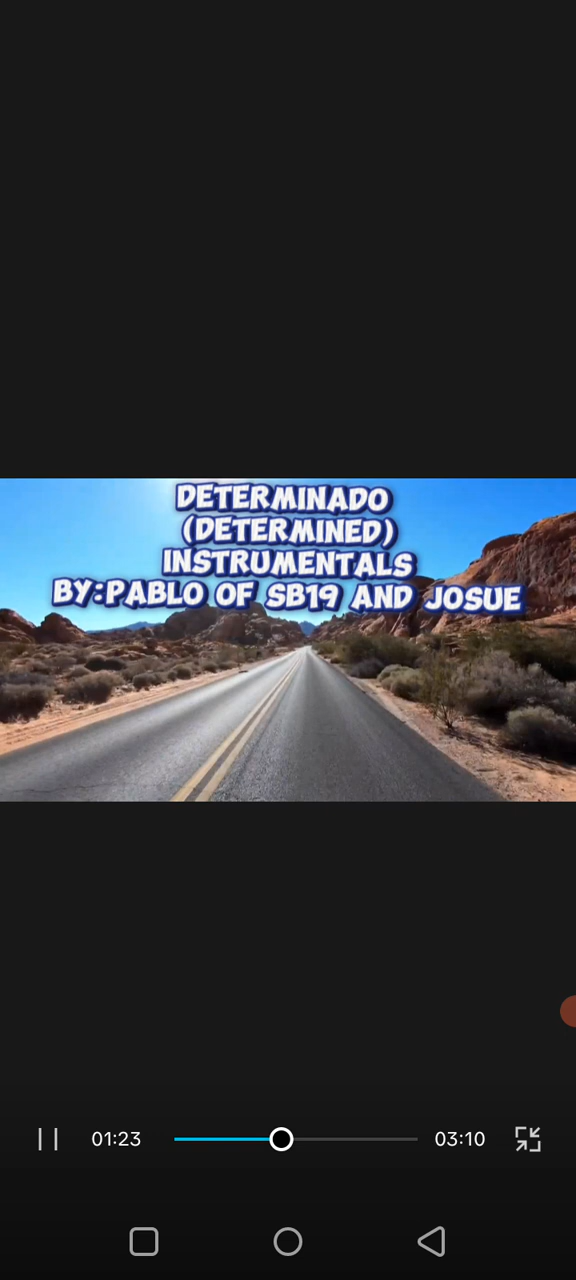 DETERMINADO
(DETERMINED)
INSTRUMENTALS
BY:PABLO OF SB19 AND JOSUE
01:23
03:10